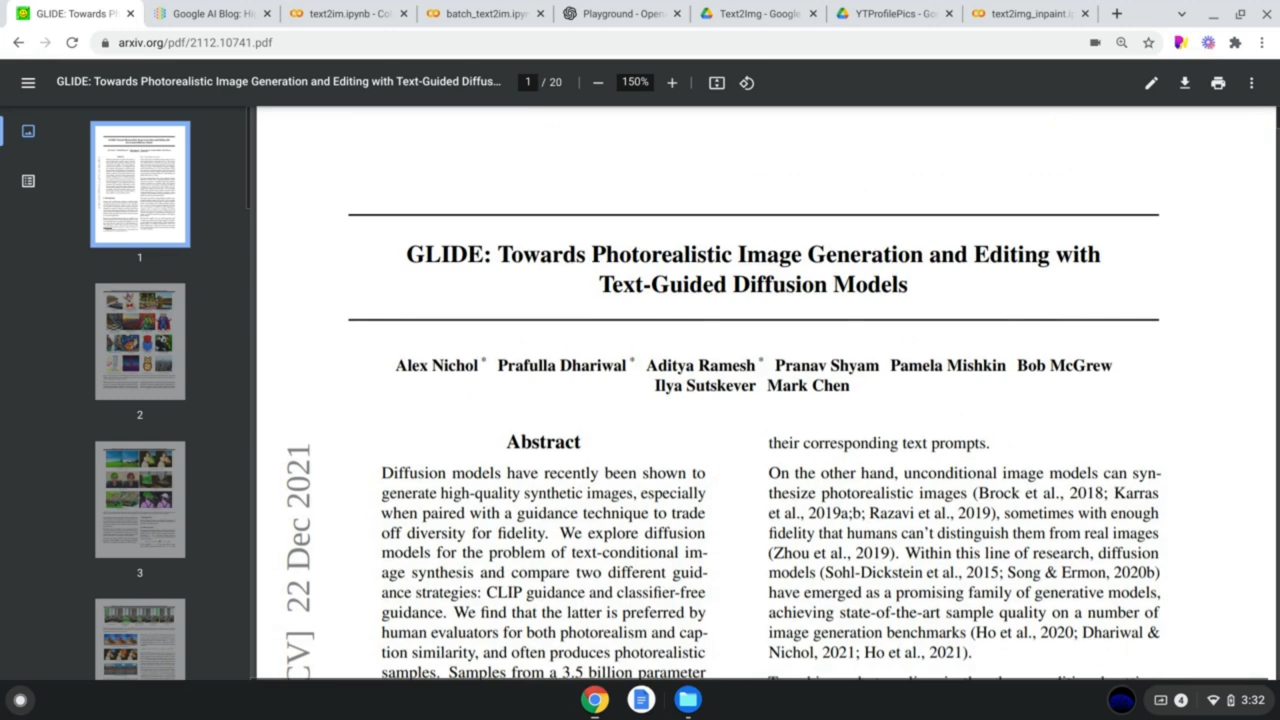 GLIDE: Towards P
Google AI Blog: Hi
text2im.ipynb - Co
batch_text2im.ipy
Playground - Open
Text2Img - Google
YTProfilePics - Go
text2img_inpaint.i
arxiv.org/pdf/2112.10741.pdf
GLIDE: Towards Photorealistic Image Generation and Editing with Text-Guided Diffus...
1 / 20
150%
1
2
3
GLIDE: Towards Photorealistic Image Generation and Editing with
Text-Guided Diffusion Models
Alex Nichol * Prafulla Dhariwal * Aditya Ramesh * Pranav Shyam Pamela Mishkin Bob McGrew
Ilya Sutskever Mark Chen
CV] 22 Dec 2021
Abstract
Diffusion models have recently been shown to
generate high-quality synthetic images, especially
when paired with a guidance technique to trade
off diversity for fidelity. We explore diffusion
models for the problem of text-conditional im-
age synthesis and compare two different guid-
ance strategies: CLIP guidance and classifier-free
guidance. We find that the latter is preferred by
human evaluators for both photorealism and cap-
tion similarity, and often produces photorealistic
samples. Samples from a 3.5 billion parameter
their corresponding text prompts.
On the other hand, unconditional image models can syn-
thesize photorealistic images (Brock et al., 2018; Karras
et al., 2019a;b; Razavi et al., 2019), sometimes with enough
fidelity that humans can't distinguish them from real images
(Zhou et al., 2019). Within this line of research, diffusion
models (Sohl-Dickstein et al., 2015; Song & Ermon, 2020b)
have emerged as a promising family of generative models,
achieving state-of-the-art sample quality on a number of
image generation benchmarks (Ho et al., 2020; Dhariwal &
Nichol, 2021; Ho et al., 2021).
4
3:32